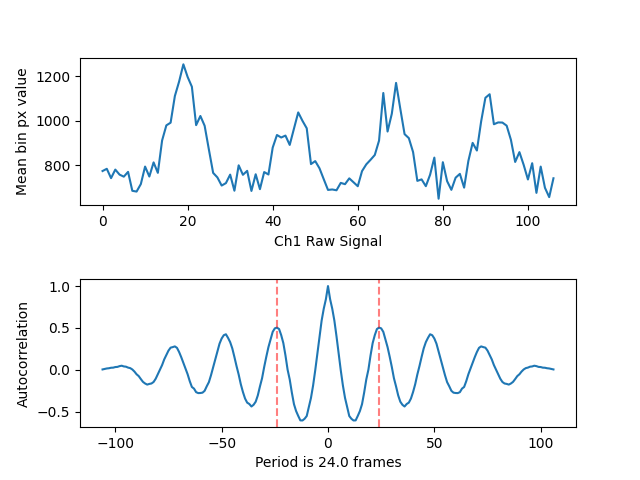 1200
1000
800
Mean bin px value
0 20 40 60 80 100
Ch1 Raw Signal
1.0
0.5
0.0
−0.5
Autocorrelation
−100 −50 0 50 100
Period is 24.0 frames